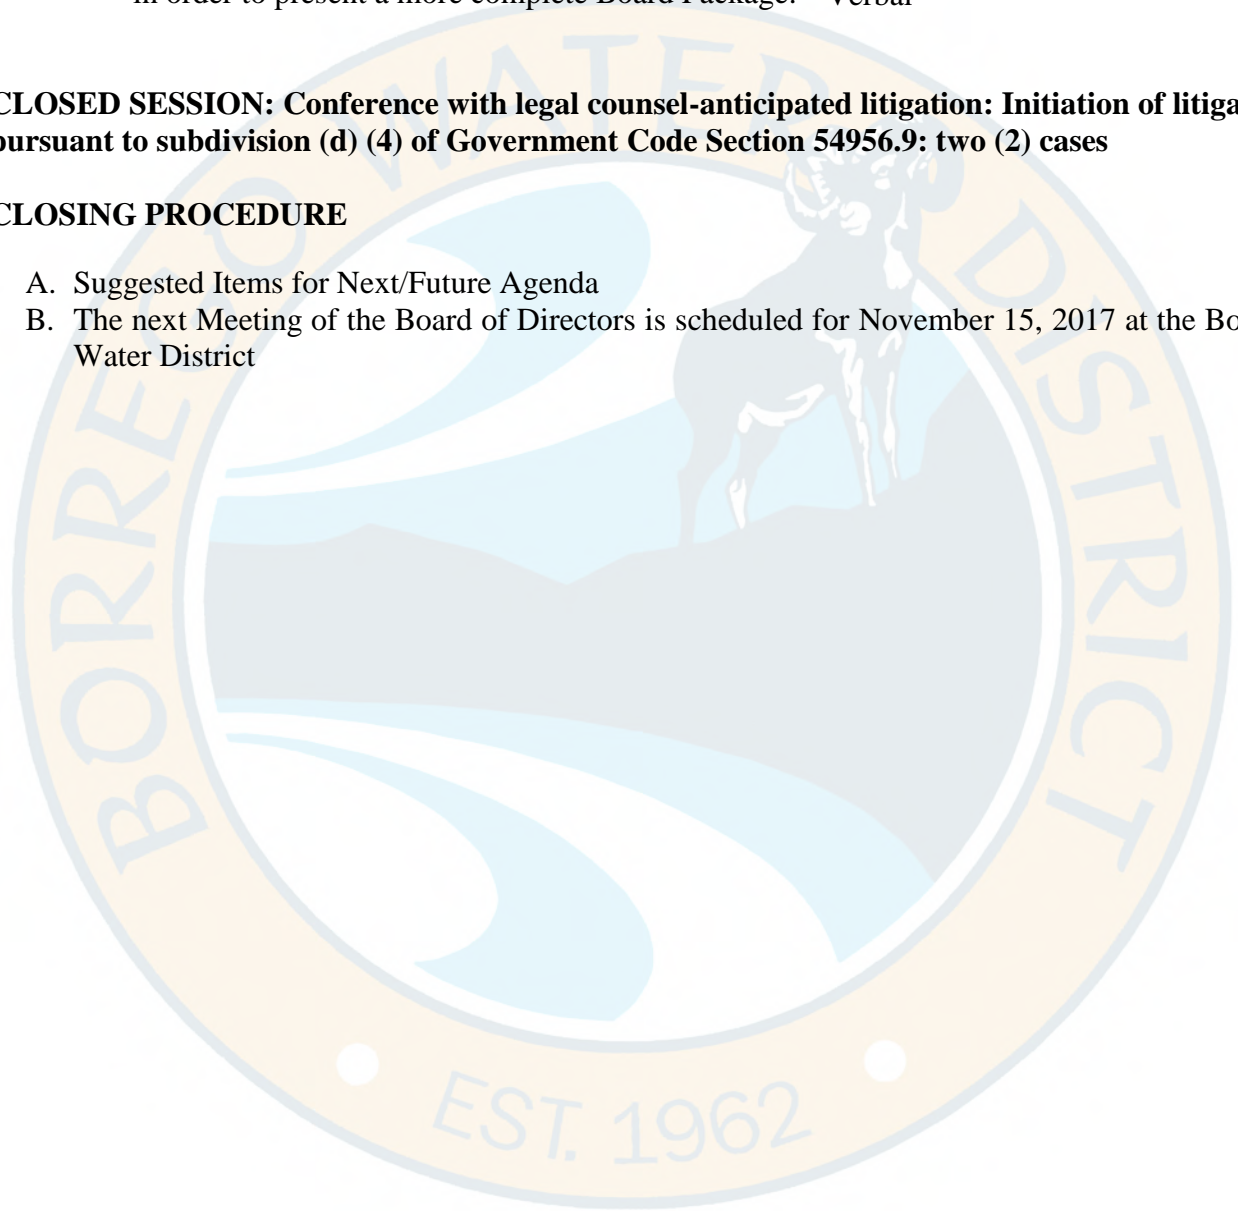 in order to present a more complete Board Package. – Verbal
CLOSED SESSION: Conference with legal counsel-anticipated litigation: Initiation of litiga
pursuant to subdivision (d) (4) of Government Code Section 54956.9: two (2) cases
CLOSING PROCEDURE
A. Suggested Items for Next/Future Agenda
B. The next Meeting of the Board of Directors is scheduled for November 15, 2017 at the Bo
Water District
BORREGO WATER DISTRICT
EST. 1962